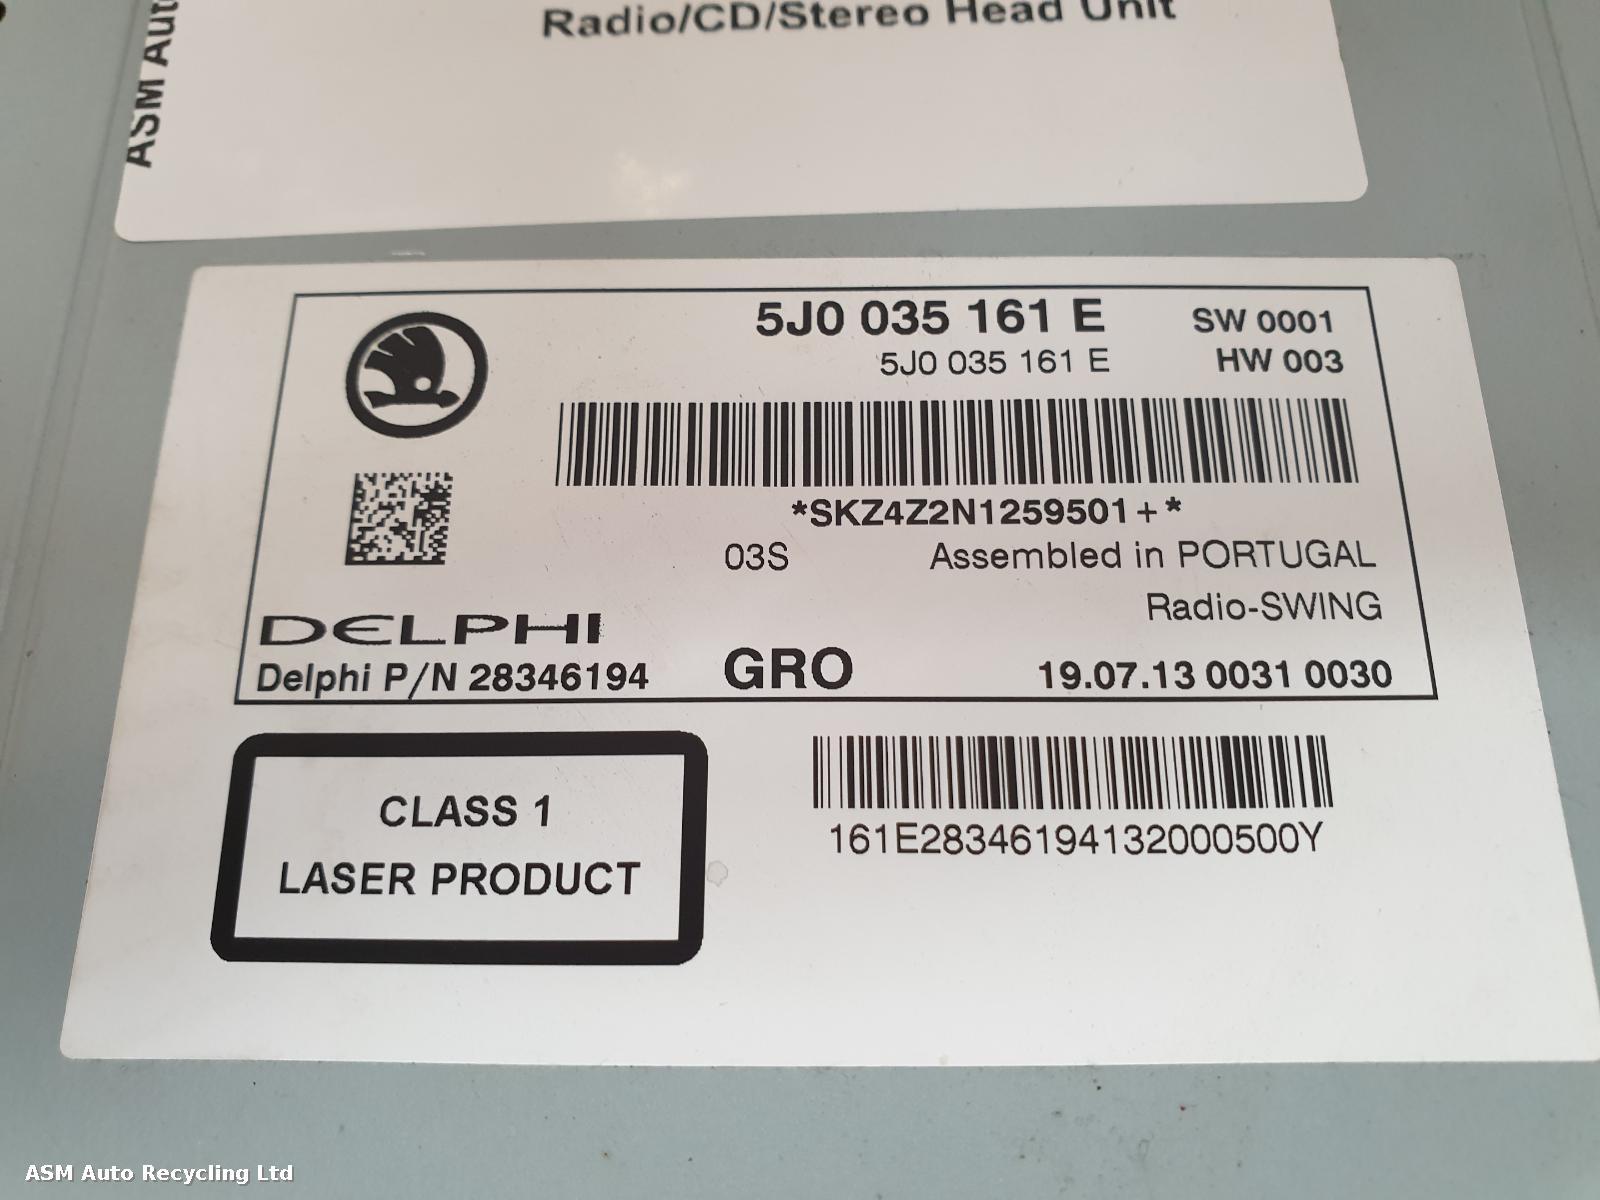 Radio/CD/Stereo Head Unit
ASM Aut
5J0 035 161 E
SW 0001
5J0 035 161 E
HW 003
*SKZ4Z2N1259501+*
03S
Assembled in PORTUGAL
Radio-SWING
DELPHI
Delphi P/N 28346194
GRO
19.07.13 0031 0030
CLASS 1
LASER PRODUCT
161E28346194132000500Y
ASM Auto Recycling Ltd